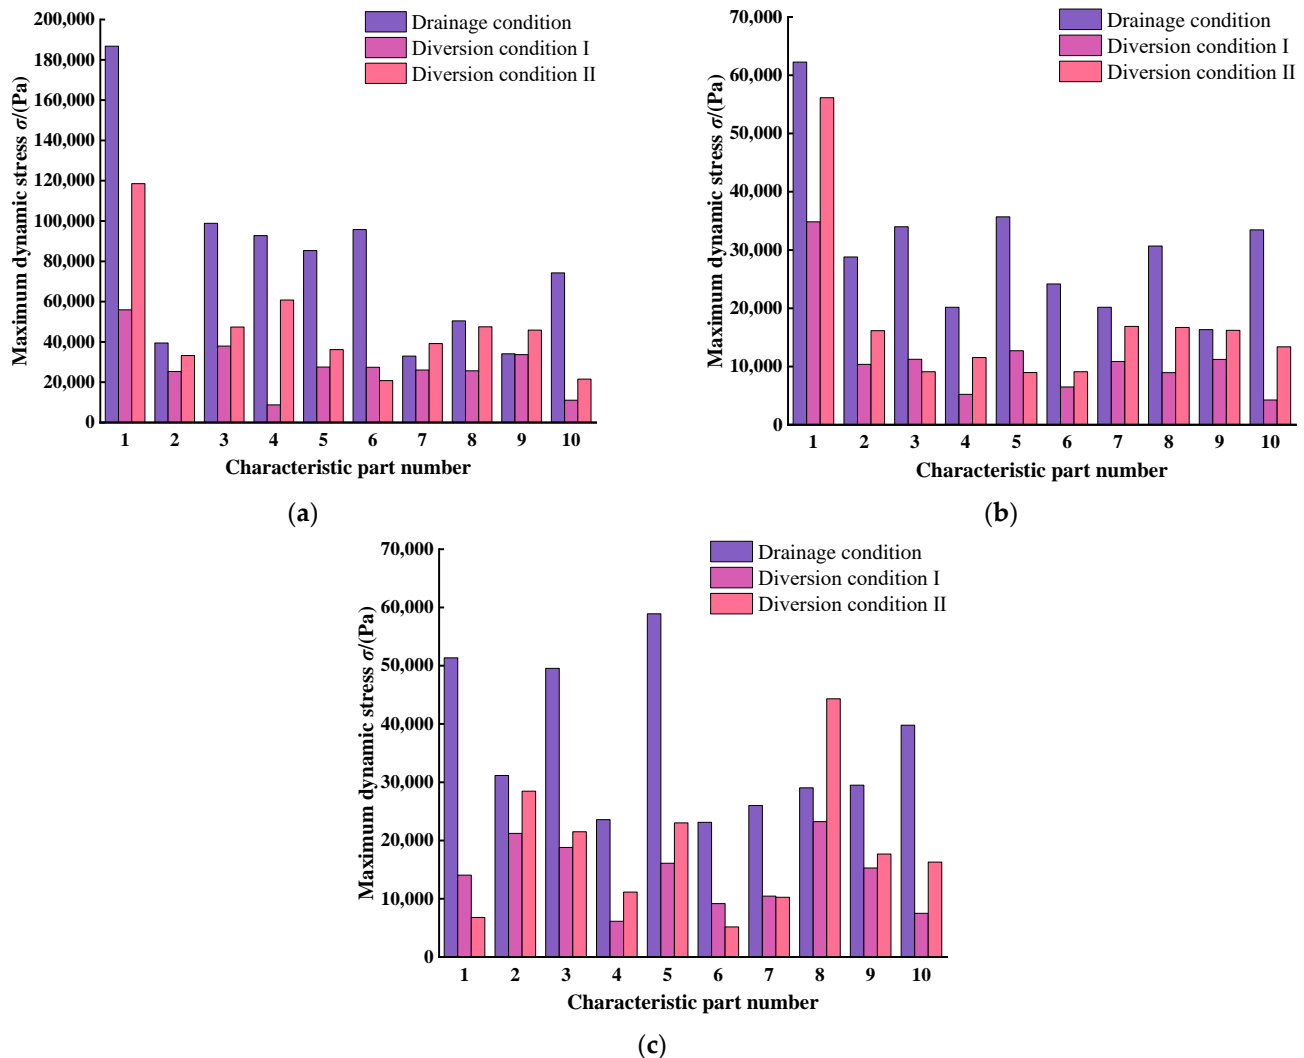 Maximum dynamic stress σ/(Pa)
200,000
180,000
160,000
140,000
120,000
100,000
80,000
60,000
40,000
20,000
0
Drainage condition
Diversion condition I
Diversion condition II
1 2 3 4 5 6 7 8 9 10
Characteristic part number
(a)
Maximum dynamic stress σ/(Pa)
70,000
60,000
50,000
40,000
30,000
20,000
10,000
0
Drainage condition
Diversion condition I
Diversion condition II
1 2 3 4 5 6 7 8 9 10
Characteristic part number
(b)
Maximum dynamic stress σ/(Pa)
70,000
60,000
50,000
40,000
30,000
20,000
10,000
0
Drainage condition
Diversion condition I
Diversion condition II
1 2 3 4 5 6 7 8 9 10
Characteristic part number
(c)